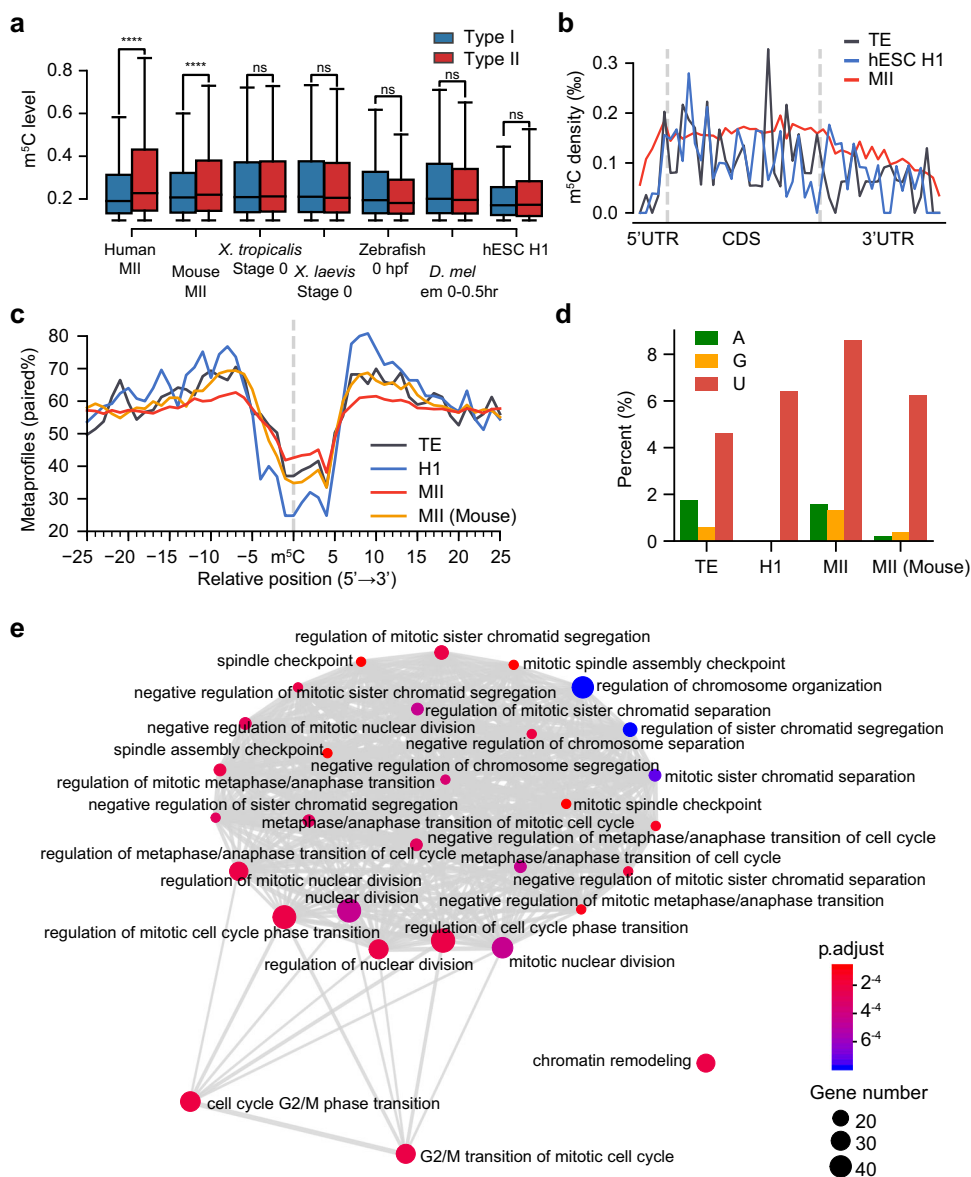 a
Type I
Type II
****
****
ns
ns
ns
ns
ns
m⁵C level
0.8
0.6
0.4
0.2
Human
MII
Mouse
MII
X. tropicalis
Stage 0
X. laevis
Stage 0
Zebrafish
0 hpf
D. mel
em 0-0.5hr
hESC H1
b
TE
hESC H1
MII
m⁵C density (‰)
0.3
0.2
0.1
0.0
5'UTR
CDS
3'UTR
c
Metaprofiles (paired%)
80
70
60
50
40
30
20
TE
H1
MII
MII (Mouse)
−25 −20 −15 −10 −5 m⁵C 5 10 15 20 25
Relative position (5'→3')
d
A
G
U
Percent (%)
8
6
4
2
0
TE
H1
MII
MII (Mouse)
e
regulation of mitotic sister chromatid segregation
spindle checkpoint
mitotic spindle assembly checkpoint
negative regulation of mitotic sister chromatid segregation
regulation of chromosome organization
regulation of mitotic sister chromatid separation
negative regulation of mitotic nuclear division
regulation of sister chromatid segregation
negative regulation of chromosome separation
spindle assembly checkpoint
negative regulation of chromosome segregation
mitotic sister chromatid separation
regulation of mitotic metaphase/anaphase transition
negative regulation of sister chromatid segregation
mitotic spindle checkpoint
metaphase/anaphase transition of mitotic cell cycle
negative regulation of metaphase/anaphase transition of cell cycle
regulation of metaphase/anaphase transition of cell cycle
metaphase/anaphase transition of cell cycle
regulation of mitotic nuclear division
negative regulation of mitotic sister chromatid separation
nuclear division
negative regulation of mitotic metaphase/anaphase transition
regulation of mitotic cell cycle phase transition
regulation of cell cycle phase transition
regulation of nuclear division
mitotic nuclear division
chromatin remodeling
cell cycle G2/M phase transition
G2/M transition of mitotic cell cycle
p.adjust
2⁻⁴
4⁻⁴
6⁻⁴
Gene number
20
30
40